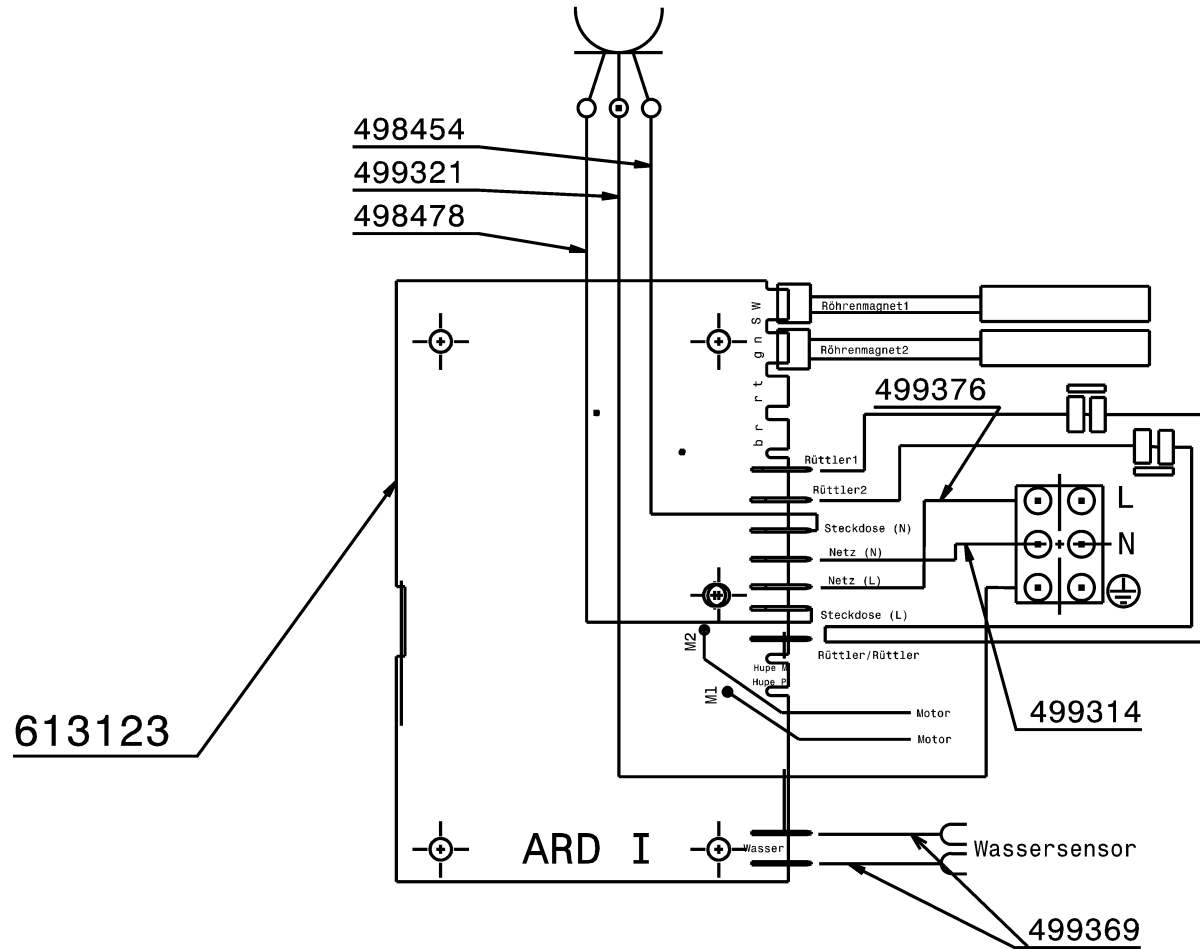 498454
499321
498478
SW
Röhrenmagnet1
gn
Röhrenmagnet2
rt
499376
br
Rüttler1
Rüttler2
L
Steckdose (N)
N
Netz (N)
Netz (L)
Steckdose (L)
M2
Rüttler/Rüttler
Hupe M
Hupe P
M1
Motor
499314
613123
Motor
ARD I
Wasser
Wassersensor
499369